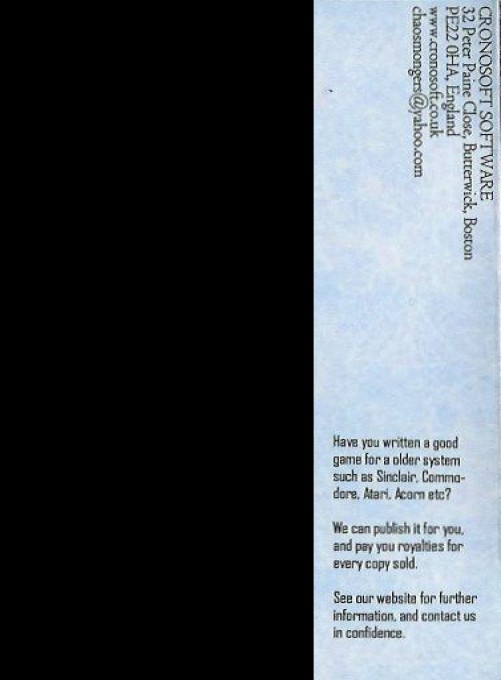 CRONOSOFT SOFTWARE
32 Peter Paine Close, Butterwick, Boston
PE22 0HA, England
www.cronosoft.co.uk
chaosmongers@yahoo.com
Have you written a good
game for a older system
such as Sinclair, Commo-
dore, Atari, Acorn etc?
We can publish it for you,
and pay you royalties for
every copy sold.
See our website for further
information, and contact us
in confidence.